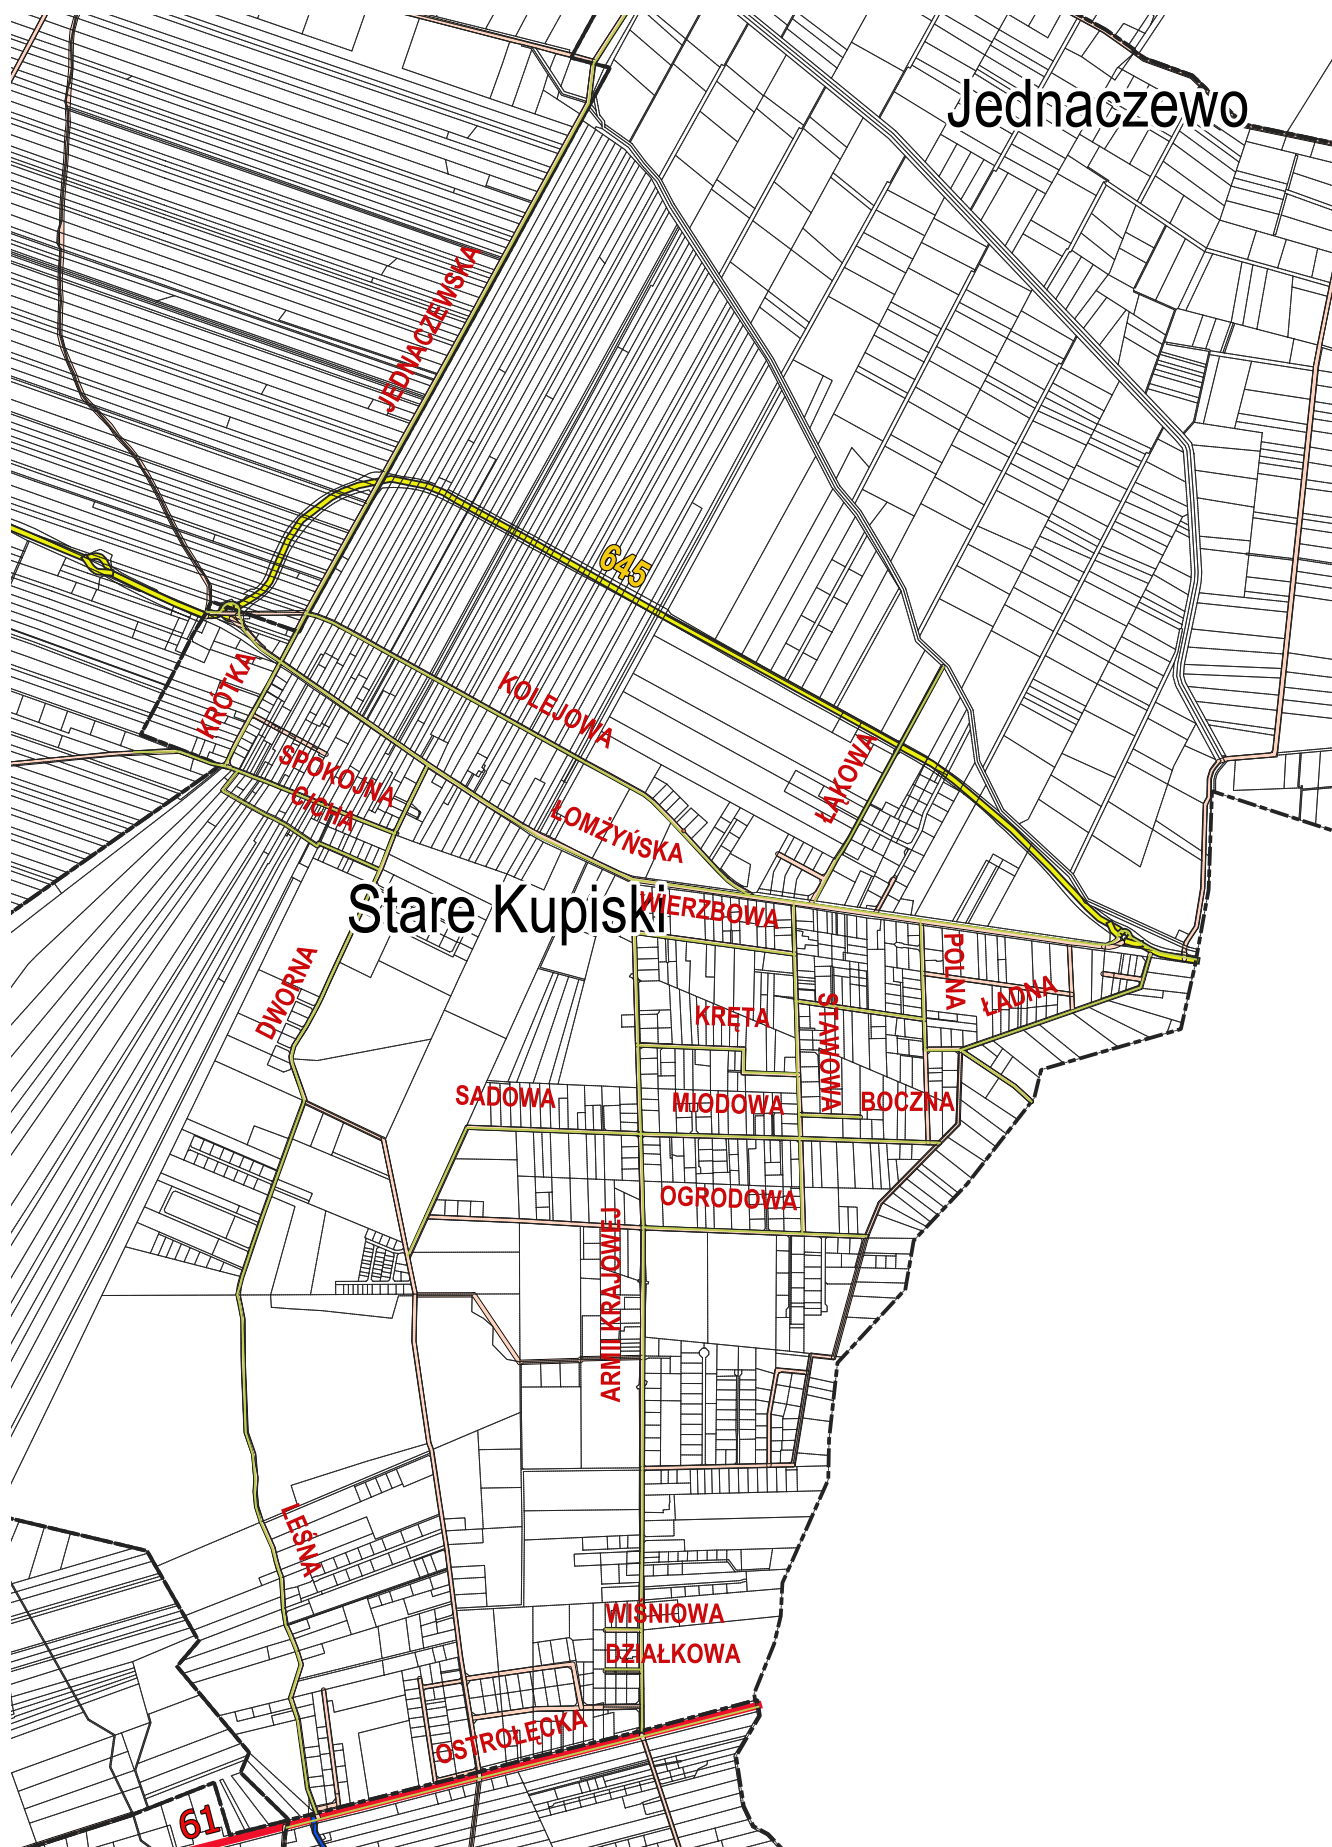 Jednaczewo
JEDNACZEWSKA
645
KRÓTKA
KOLEJOWA
SPOKOJNA
CICHA
ŁOMŻYŃSKA
ŁĄKOWA
Stare Kupiski
WIERZBOWA
DWORNA
POLNA
ŁADNA
KRĘTA
STAWOWA
SADOWA
MIODOWA
BOCZNA
OGRODOWA
ARMII KRAJOWEJ
LEŚNA
WIŚNIOWA
DZIAŁKOWA
OSTROŁĘCKA
61